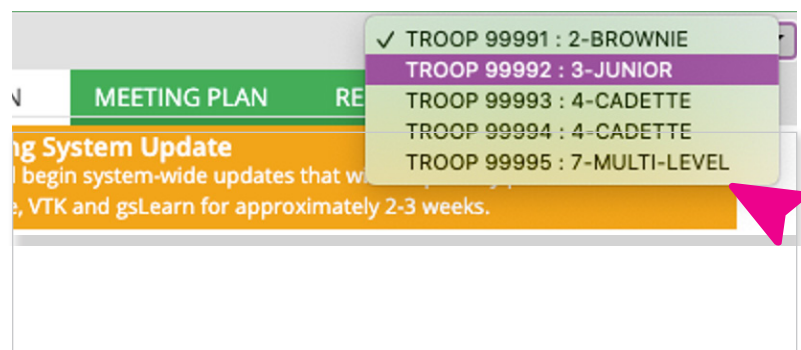 ✓ TROOP 99991 : 2-BROWNIE
TROOP 99992 : 3-JUNIOR
TROOP 99993 : 4-CADETTE
TROOP 99994 : 4-CADETTE
TROOP 99995 : 7-MULTI-LEVEL
N MEETING PLAN RE
ng System Update
begin system-wide updates that
, VTK and gsLearn for approximately 2-3 weeks.